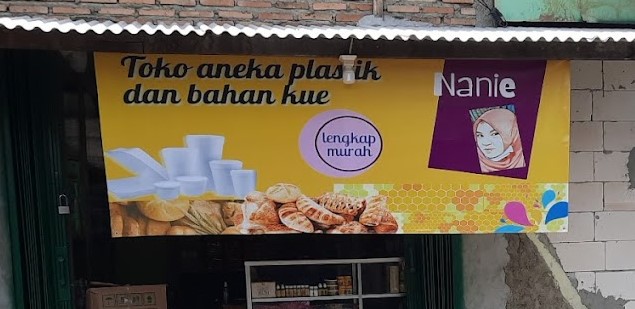 Toko aneka plastik
dan bahan kue
lengkap
murah
Nanie